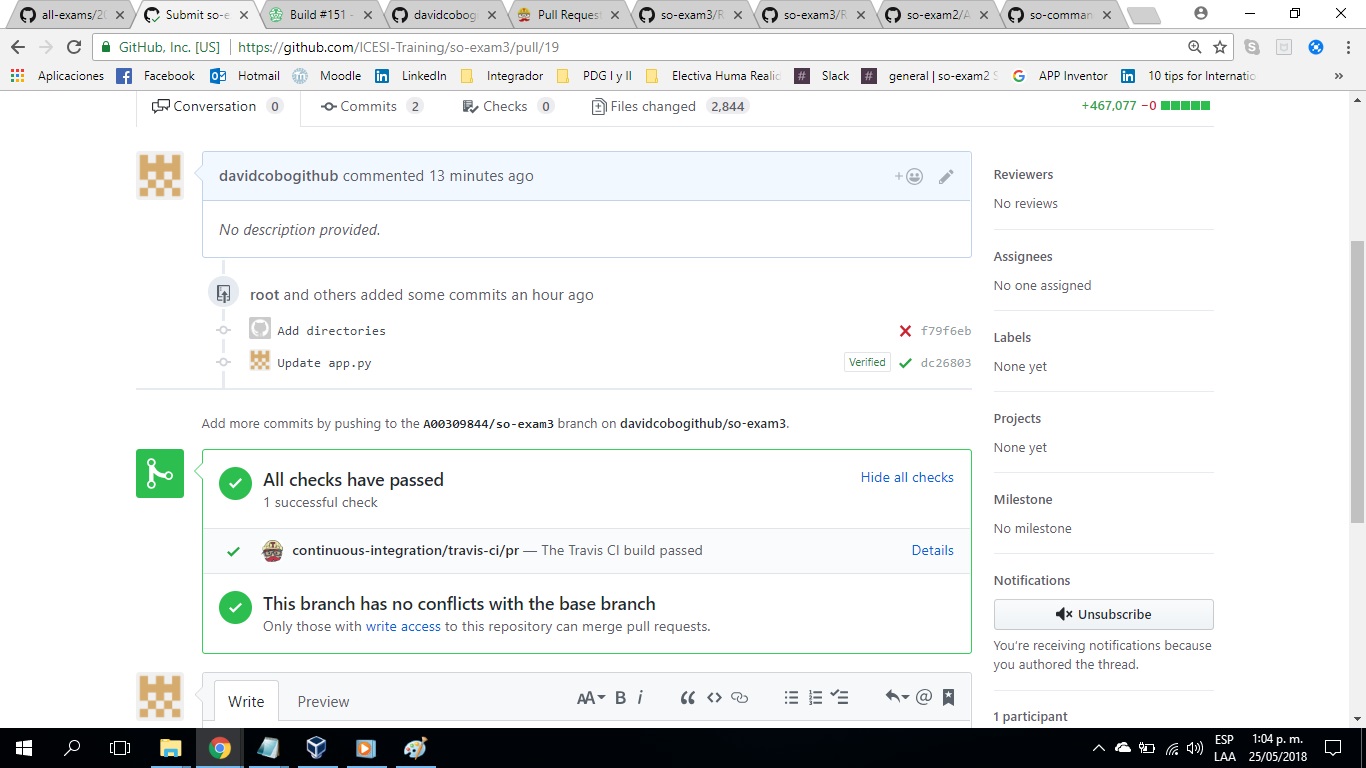 all-exams/20
Submit so-e
Build #151 -
davidcobog
Pull Request
so-exam3/R
so-exam3/R
so-exam2/A
so-comman
GitHub, Inc. [US] | https://github.com/ICESI-Training/so-exam3/pull/19
Aplicaciones Facebook Hotmail Moodle LinkedIn Integrador PDG I y II Electiva Huma Realid Slack general | so-exam2 S APP Inventor 10 tips for Internatio »
Conversation 0 Commits 2 Checks 0 Files changed 2,844 +467,077 −0
davidcobogithub commented 13 minutes ago
No description provided.
root and others added some commits an hour ago
Add directories f79f6eb
Update app.py Verified dc26803
Add more commits by pushing to the A00309844/so-exam3 branch on davidcobogithub/so-exam3.
All checks have passed
1 successful check
Hide all checks
continuous-integration/travis-ci/pr — The Travis CI build passed Details
This branch has no conflicts with the base branch
Only those with write access to this repository can merge pull requests.
Write Preview AA B i “ <> @
Reviewers
No reviews
Assignees
No one assigned
Labels
None yet
Projects
None yet
Milestone
No milestone
Notifications
Unsubscribe
You’re receiving notifications because
you authored the thread.
1 participant
ESP
LAA
1:04 p. m.
25/05/2018